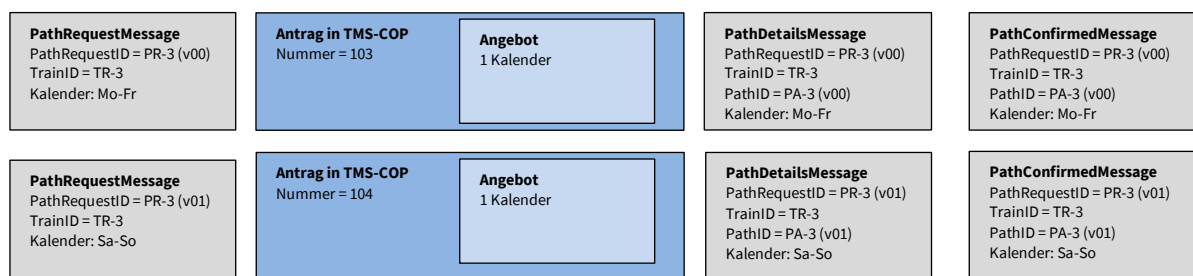 PathRequestMessage
PathRequestID = PR-3 (v00)
TrainID = TR-3
Kalender: Mo-Fr
Antrag in TMS-COP
Nummer = 103
Angebot
1 Kalender
PathDetailsMessage
PathRequestID = PR-3 (v00)
TrainID = TR-3
PathID = PA-3 (v00)
Kalender: Mo-Fr
PathConfirmedMessage
PathRequestID = PR-3 (v00)
TrainID = TR-3
PathID = PA-3 (v00)
Kalender: Mo-Fr
PathRequestMessage
PathRequestID = PR-3 (v01)
TrainID = TR-3
Kalender: Sa-So
Antrag in TMS-COP
Nummer = 104
Angebot
1 Kalender
PathDetailsMessage
PathRequestID = PR-3 (v01)
TrainID = TR-3
PathID = PA-3 (v01)
Kalender: Sa-So
PathConfirmedMessage
PathRequestID = PR-3 (v01)
TrainID = TR-3
PathID = PA-3 (v01)
Kalender: Sa-So